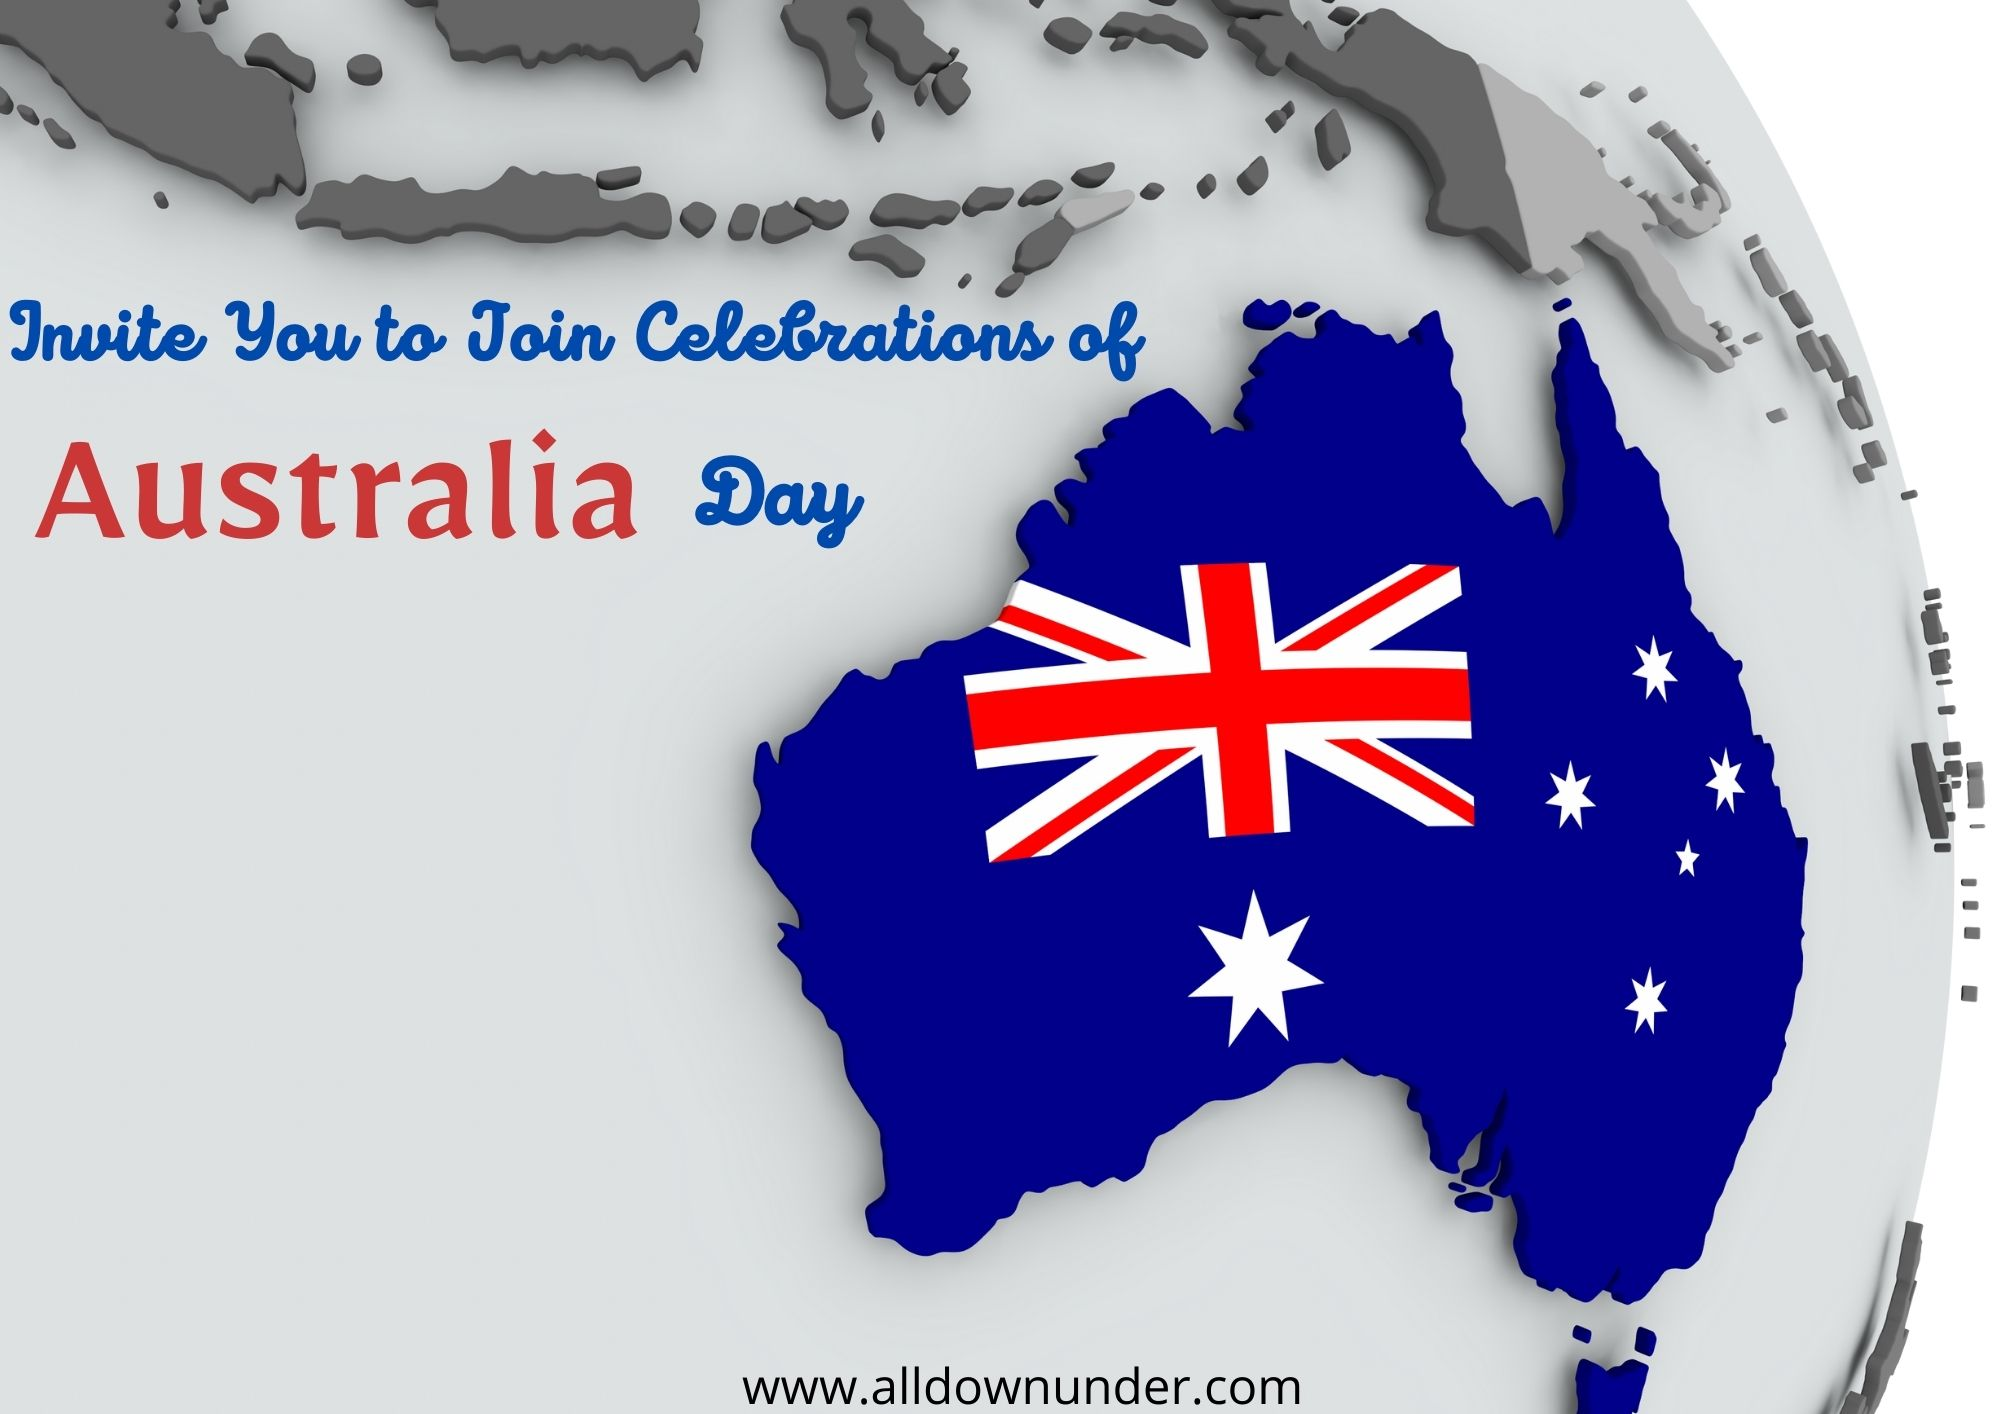 Invite You to Join Celebrations of
Australia Day
www.alldownunder.com